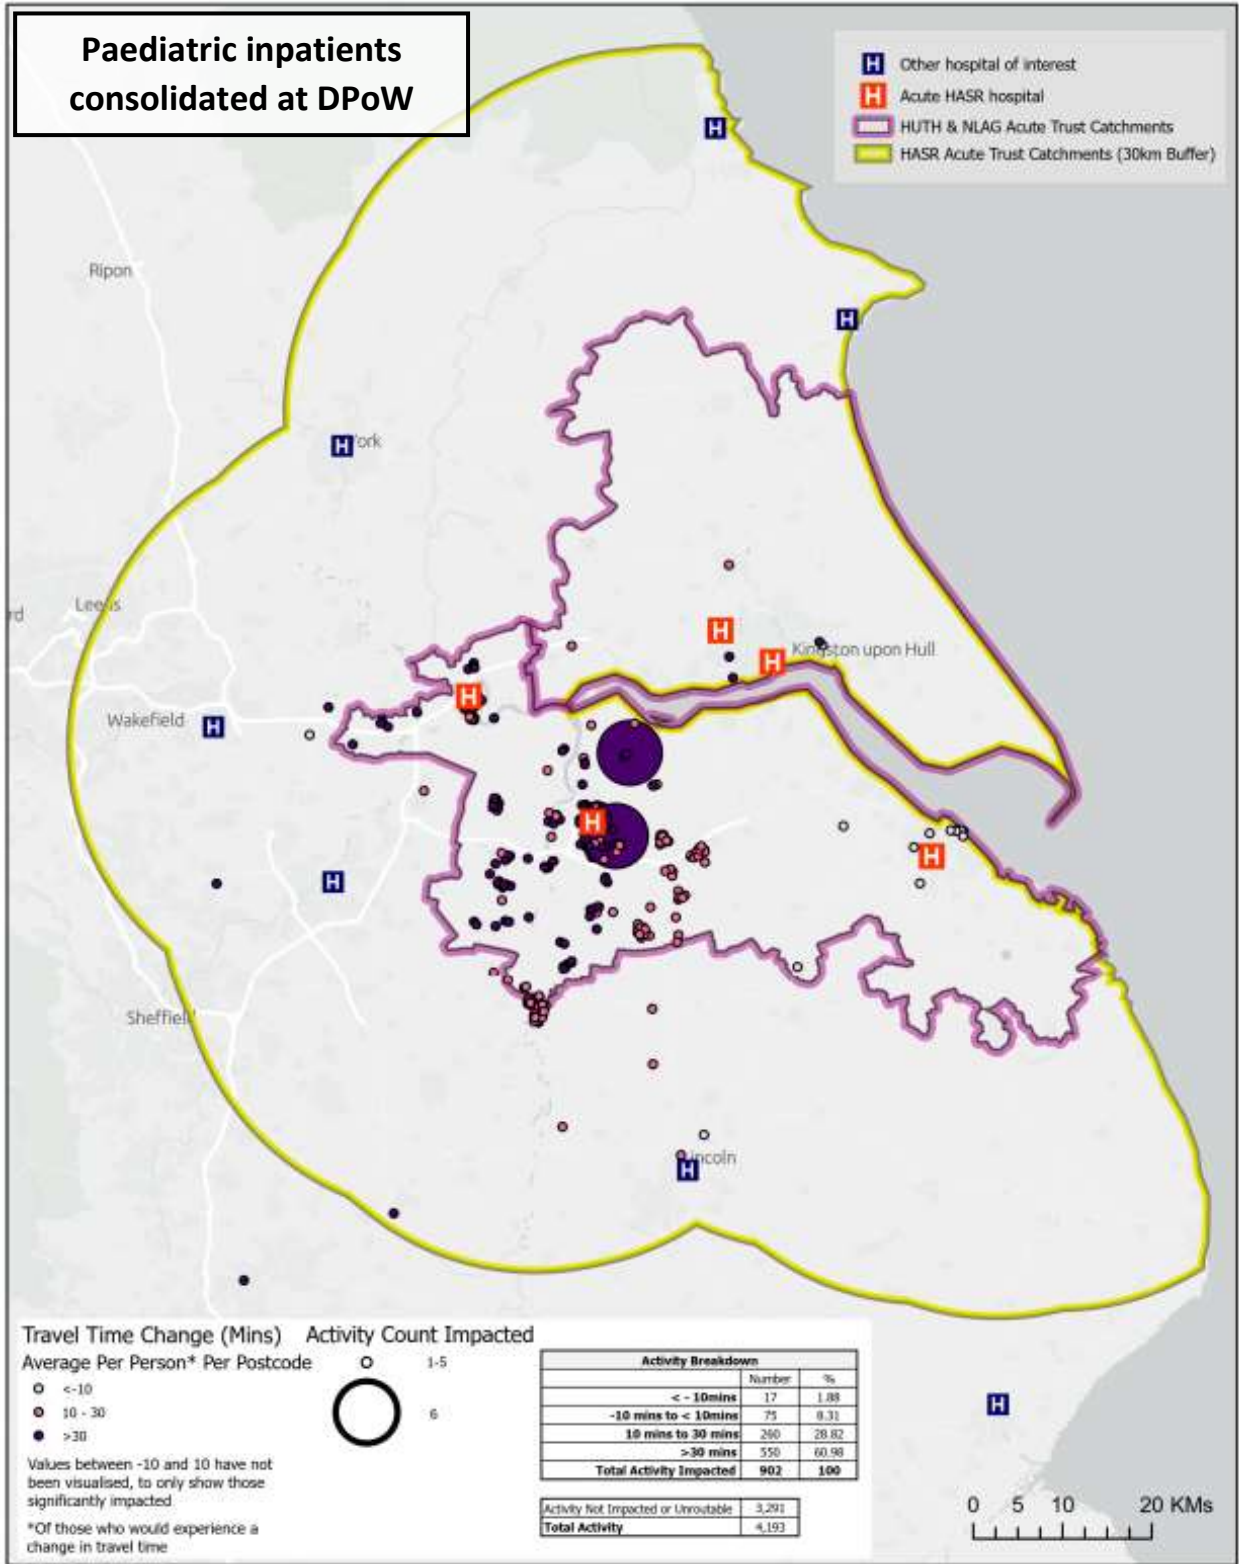 Paediatric inpatients
consolidated at DPoW
Other hospital of interest
Acute HASR hospital
HUTH & NLAG Acute Trust Catchments
HASR Acute Trust Catchments (30km Buffer)
H
H
Ripon
H ork
Leeds
rd
H
H Kingston upon Hull
H
Wakefield H
H
H
H
Sheffield
incoln
H
Travel Time Change (Mins) Activity Count Impacted
Average Per Person* Per Postcode
1-5
<-10
10 - 30
6
>30
Values between -10 and 10 have not
been visualised, to only show those
significantly impacted
*Of those who would experience a
change in travel time
Activity Breakdown
Number %
< - 10mins 17 1.88
-10 mins to < 10mins 75 8.31
10 mins to 30 mins 260 28.82
>30 mins 550 60.98
Total Activity Impacted 902 100
Activity Not Impacted or Unroutable 3,291
Total Activity 4,193
H
0 5 10 20 KMs